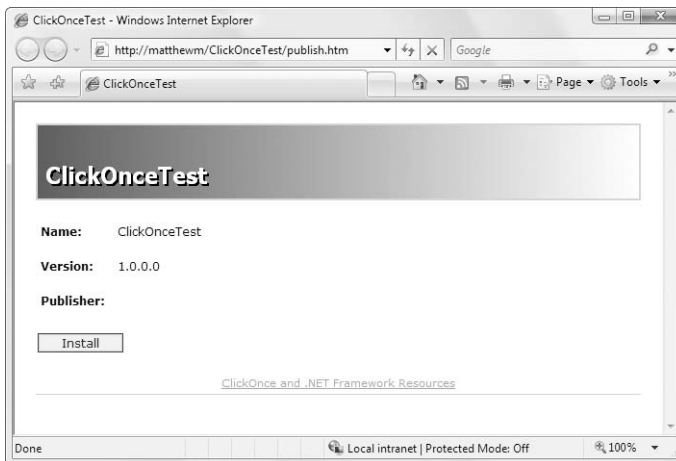 ClickOnceTest - Windows Internet Explorer
http://matthewm/ClickOnceTest/publish.htm
Google
ClickOnceTest
Page
Tools
»
ClickOnceTest
Name: ClickOnceTest
Version: 1.0.0.0
Publisher:
Install
ClickOnce and .NET Framework Resources
Done
Local intranet | Protected Mode: Off
100%